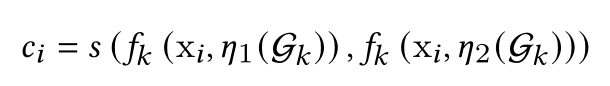 c_i = s (f_k (x_i, η_1(𝒢_k)), f_k (x_i, η_2(𝒢_k)))